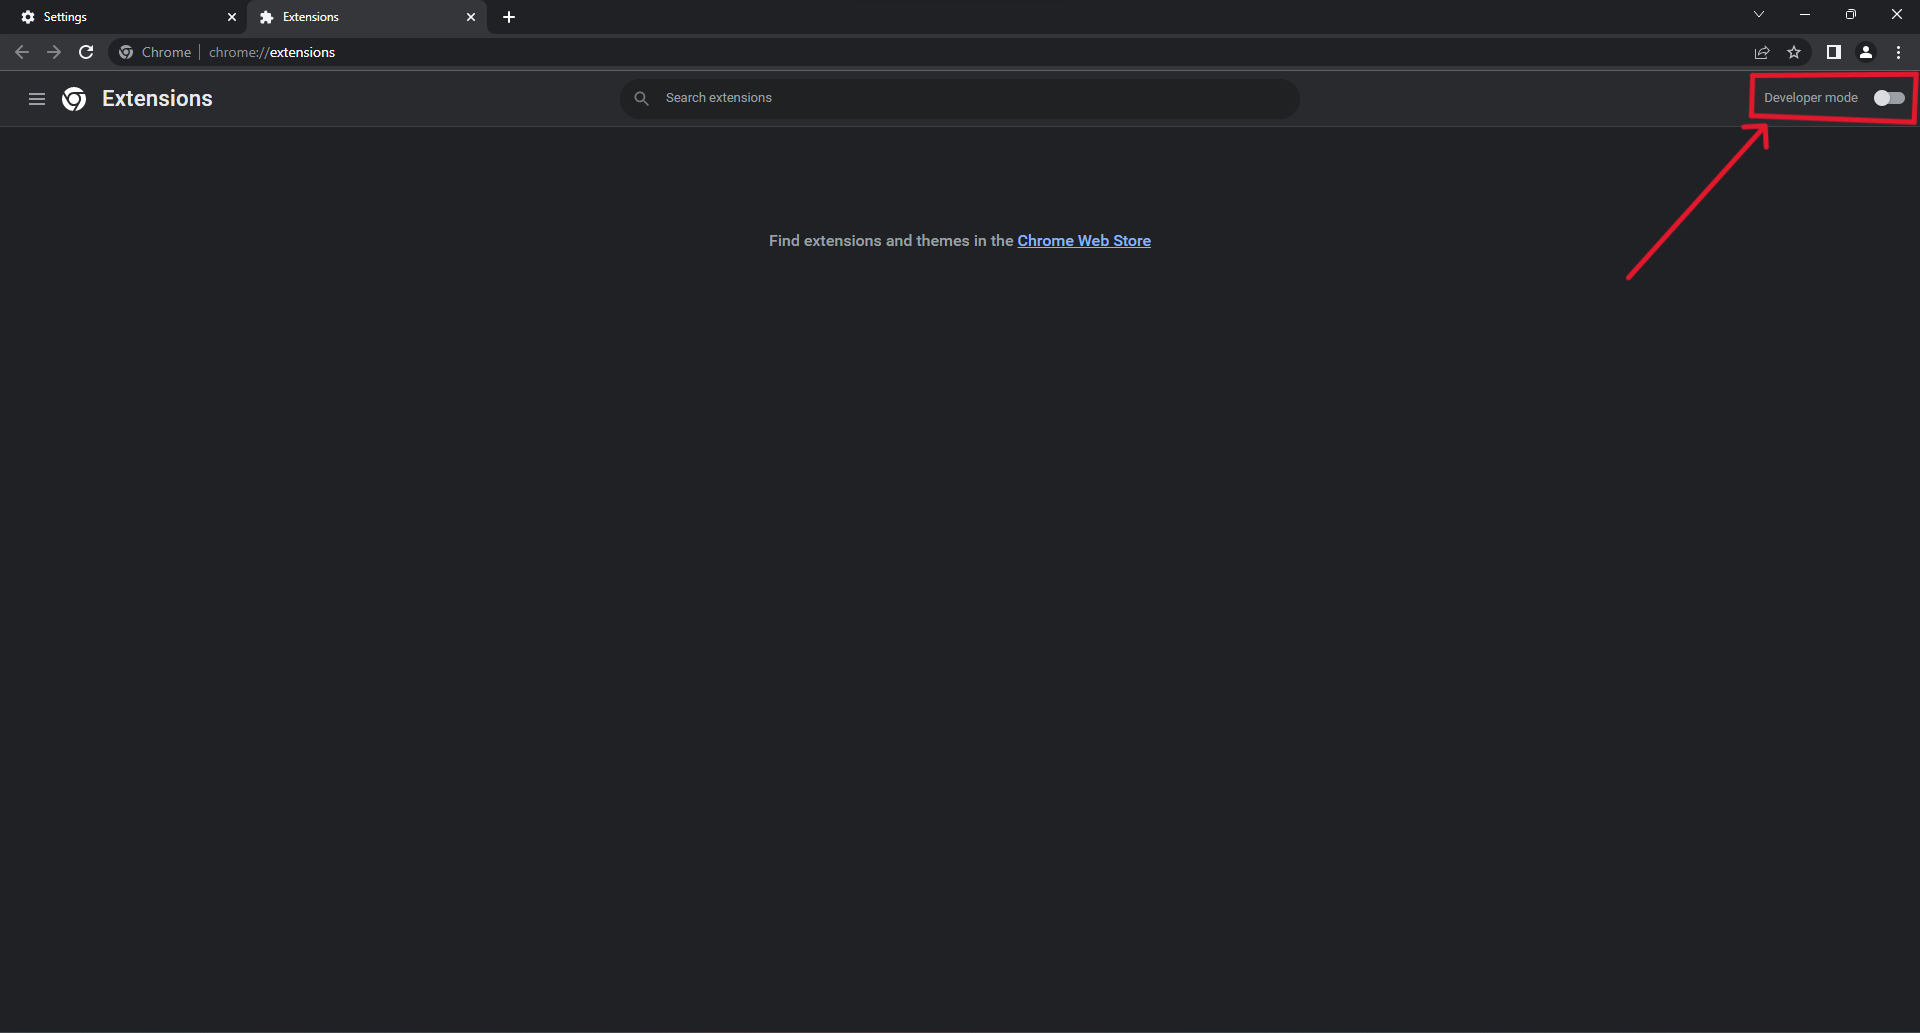 Settings
Extensions
Chrome
chrome://extensions
Extensions
Search extensions
Developer mode
Find extensions and themes in the Chrome Web Store